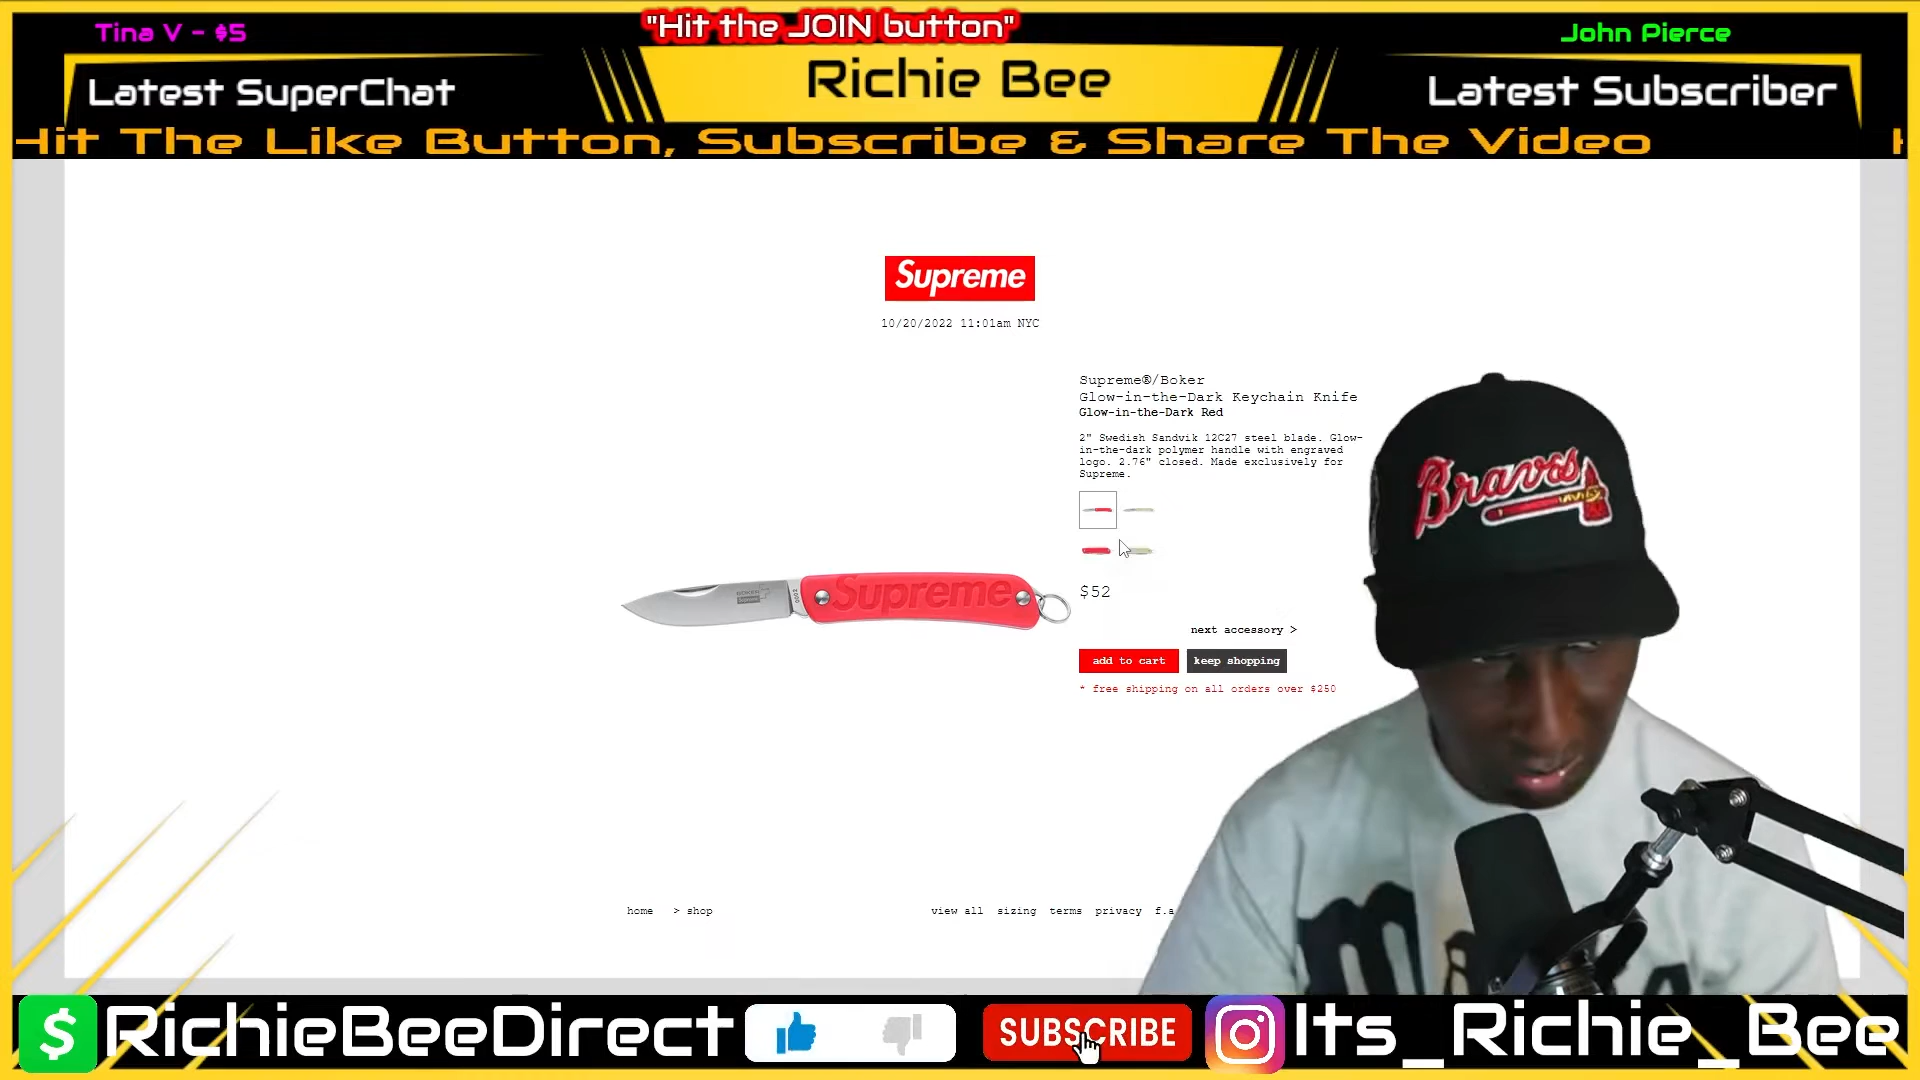 Tina V - $5
"Hit the JOIN button"
John Pierce
Latest SuperChat
Richie Bee
Latest Subscriber
Hit The Like Button, Subscribe & Share The Video
Supreme
10/20/2022 11:01am NYC
Supreme®/Boker
Glow-in-the-Dark Keychain Knife
Glow-in-the-Dark Red
2" Swedish Sandvik 12C27 steel blade. Glow-
in-the-dark polymer handle with engraved
logo. 2.76" closed. Made exclusively for
Supreme.
Braves
Supreme
$52
next accessory >
add to cart
keep shopping
* free shipping on all orders over $250
home > shop
view all sizing terms privacy f.a
$ RichieBeeDirect
SUBSCRIBE
Its_Richie_Bee